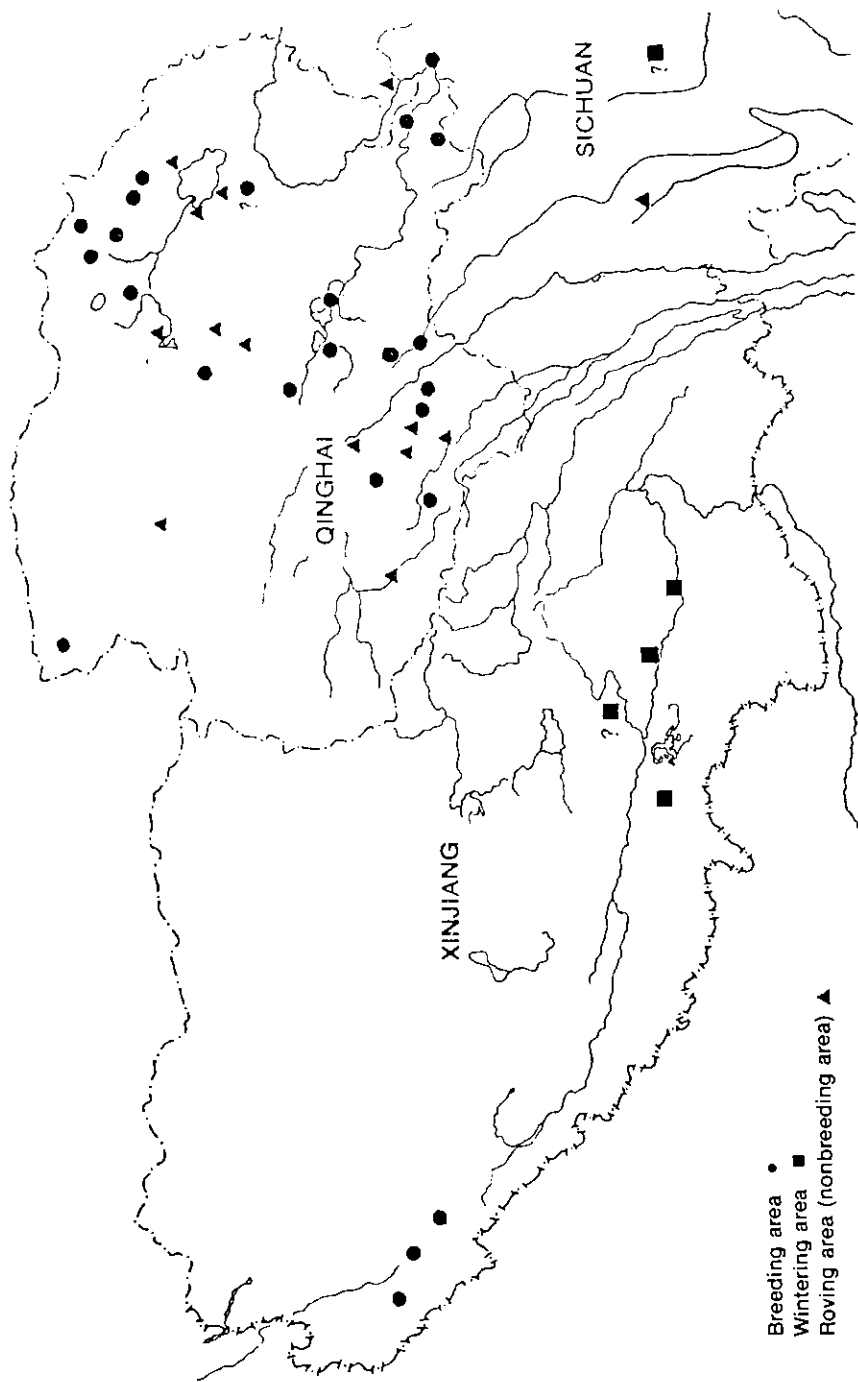 QINGHAI
SICHUAN
?
?
?
XINJIANG
Breeding area
Wintering area
Roving area (nonbreeding area)